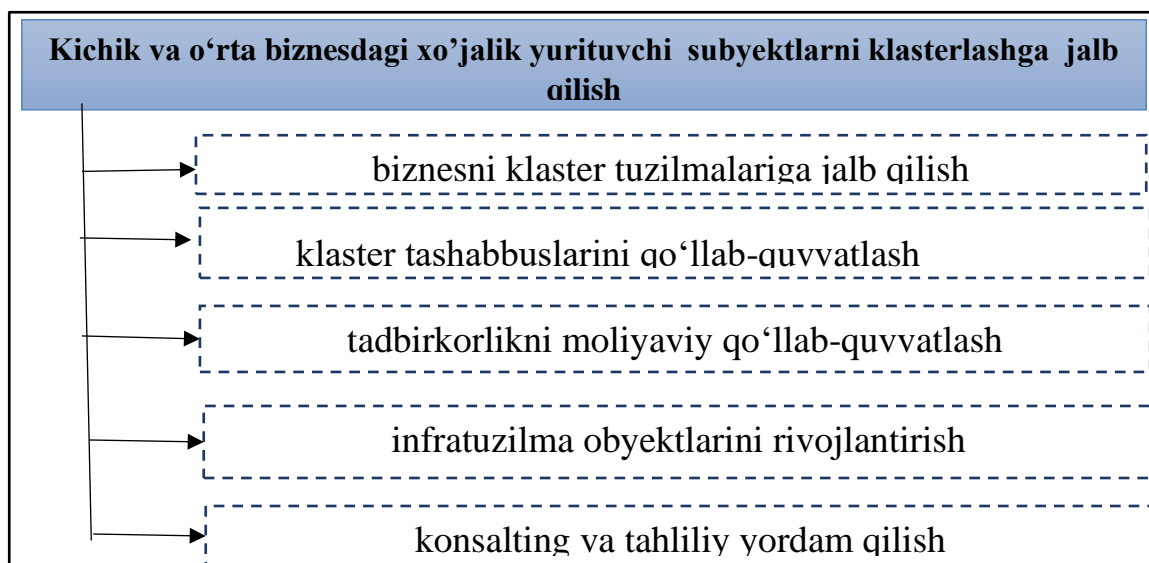 Kichik va o‘rta biznesdagi xo’jalik yurituvchi subyektlarni klasterlashga jalb
qilish
biznesni klaster tuzilmalariga jalb qilish
klaster tashabbuslarini qo‘llab-quvvatlash
tadbirkorlikni moliyaviy qo‘llab-quvvatlash
infratuzilma obyektlarini rivojlantirish
konsalting va tahliliy yordam qilish